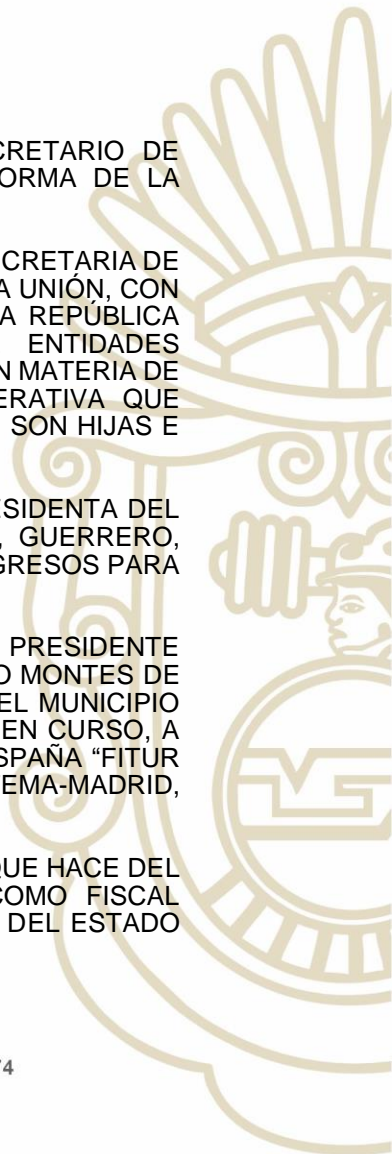 CRETARIO DE
ORMA DE LA
CRETARIA DE
A UNIÓN, CON
A REPÚBLICA
ENTIDADES
N MATERIA DE
ERATIVA QUE
SON HIJAS E
ESIDENTA DEL
, GUERRERO,
GRESOS PARA
PRESIDENTE
O MONTES DE
EL MUNICIPIO
EN CURSO, A
SPAÑA “FITUR
EMA-MADRID,
QUE HACE DEL
COMO FISCAL
DEL ESTADO
74